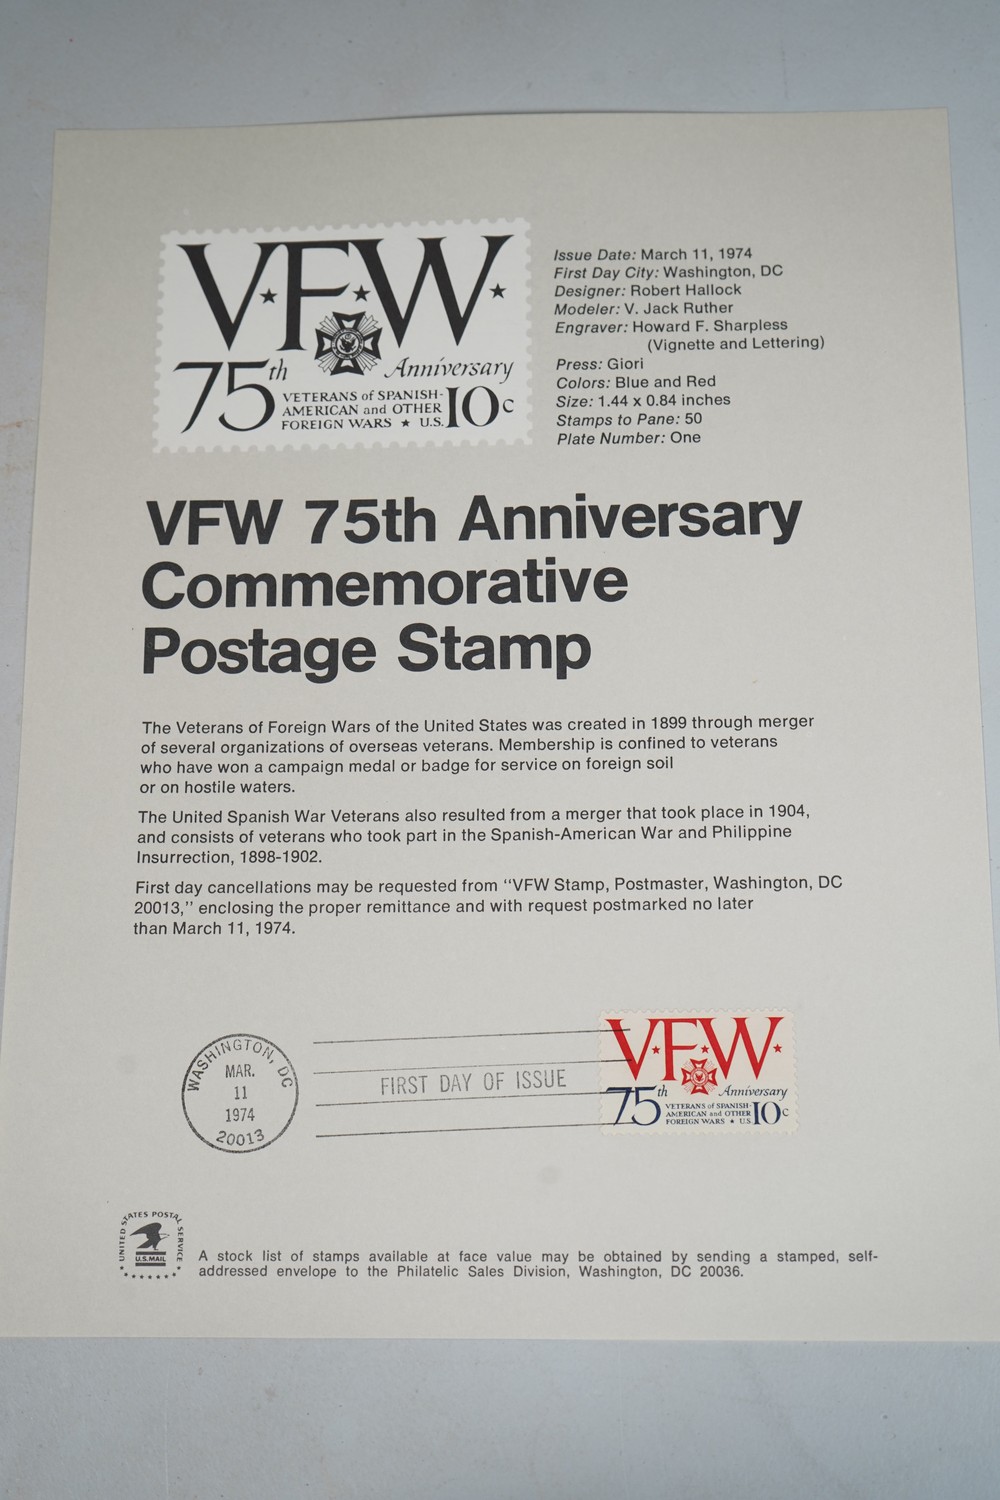 V·F·W·
75th Anniversary
VETERANS of SPANISH-
AMERICAN and OTHER
FOREIGN WARS ★ U.S. 10c
Issue Date: March 11, 1974
First Day City: Washington, DC
Designer: Robert Hallock
Modeler: V. Jack Ruther
Engraver: Howard F. Sharpless
(Vignette and Lettering)
Press: Giori
Colors: Blue and Red
Size: 1.44 x 0.84 inches
Stamps to Pane: 50
Plate Number: One
VFW 75th Anniversary
Commemorative
Postage Stamp
The Veterans of Foreign Wars of the United States was created in 1899 through merger
of several organizations of overseas veterans. Membership is confined to veterans
who have won a campaign medal or badge for service on foreign soil
or on hostile waters.
The United Spanish War Veterans also resulted from a merger that took place in 1904,
and consists of veterans who took part in the Spanish-American War and Philippine
Insurrection, 1898-1902.
First day cancellations may be requested from “VFW Stamp, Postmaster, Washington, DC
20013,” enclosing the proper remittance and with request postmarked no later
than March 11, 1974.
WASHINGTON, DC
MAR.
11
1974
20013
FIRST DAY OF ISSUE
V★F★W★
75th Anniversary
VETERANS of SPANISH-
AMERICAN and OTHER
FOREIGN WARS ★ U.S. 10c
UNITED STATES POSTAL SERVICE
U.S.MAIL
A stock list of stamps available at face value may be obtained by sending a stamped, self-
addressed envelope to the Philatelic Sales Division, Washington, DC 20036.